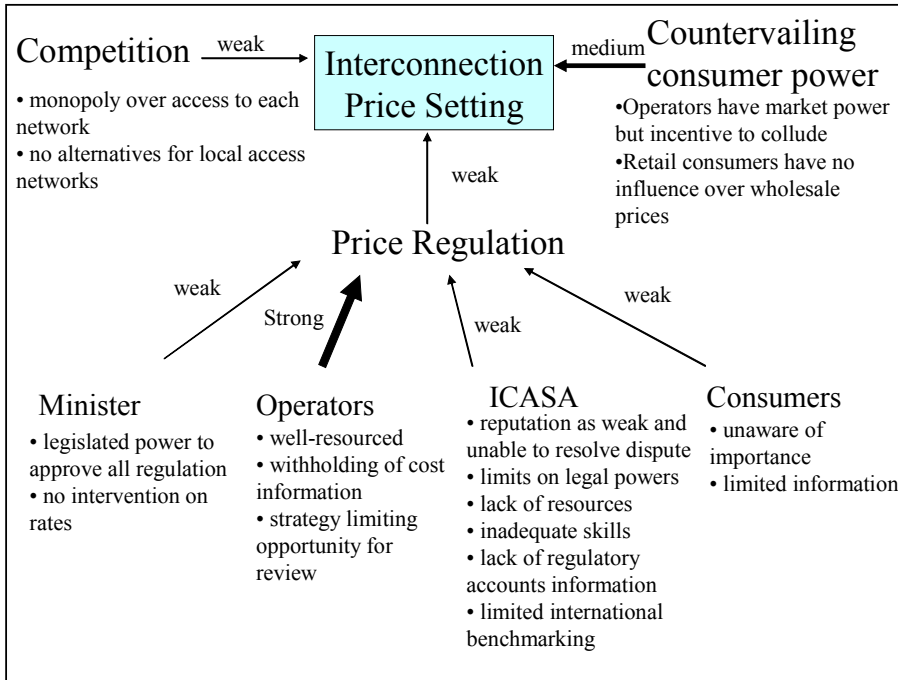 Competition
• monopoly over access to each
network
• no alternatives for local access
networks
weak
Interconnection
Price Setting
medium
Countervailing
consumer power
•Operators have market power
but incentive to collude
•Retail consumers have no
influence over wholesale
prices
weak
Price Regulation
weak
Strong
weak
weak
Minister
• legislated power to
approve all regulation
• no intervention on
rates
Operators
• well-resourced
• withholding of cost
information
• strategy limiting
opportunity for
review
ICASA
• reputation as weak and
unable to resolve dispute
• limits on legal powers
• lack of resources
• inadequate skills
• lack of regulatory
accounts information
• limited international
benchmarking
Consumers
• unaware of
importance
• limited information